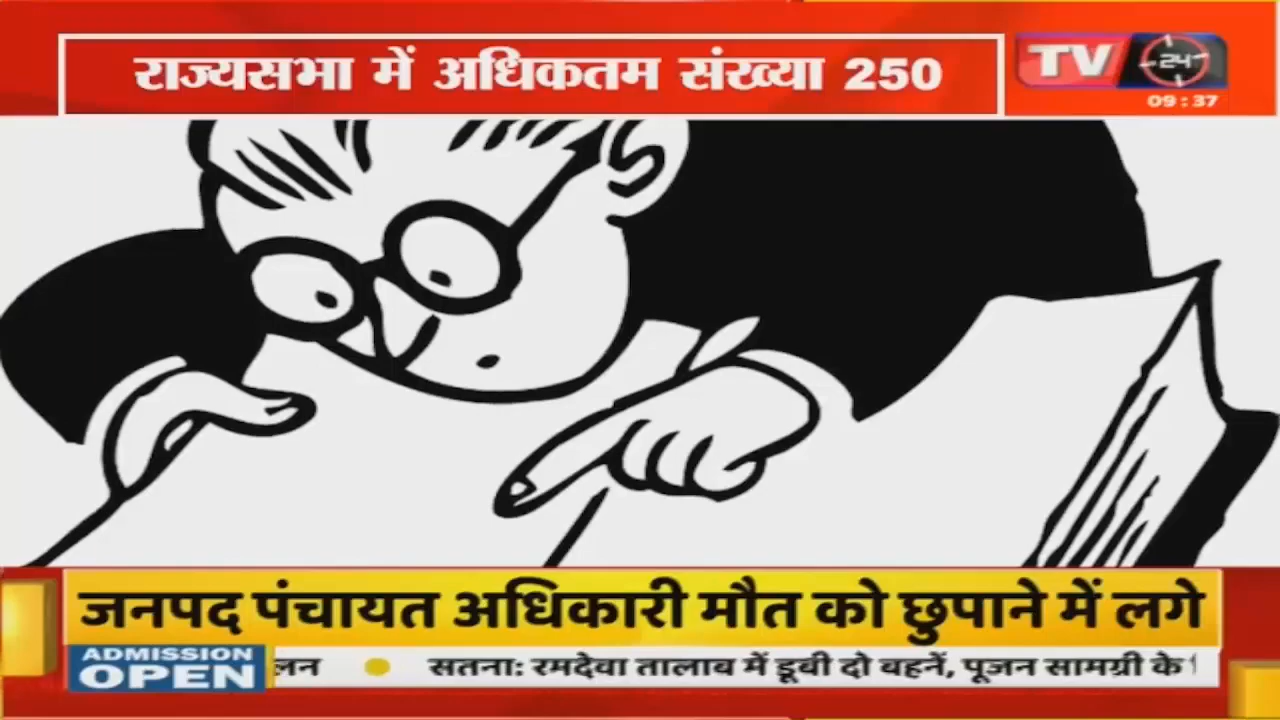 राज्यसभा में अधिकतम संख्या 250
TV 24
09:37
जनपद पंचायत अधिकारी मौत को छुपाने में लगे
ADMISSION
OPEN
लन • सतना: रमदेवा तालाब में डूबी दो बहनें, पूजन सामग्री के